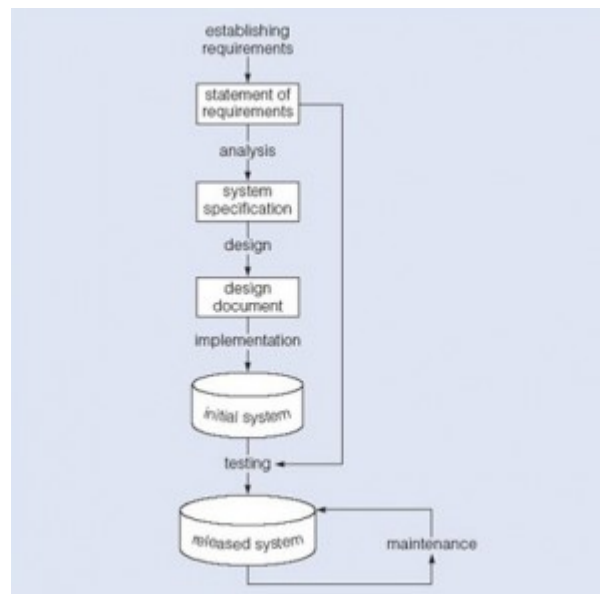 establishing
requirements
statement of
requirements
analysis
system
specification
design
design
document
implementation
initial system
testing
released system
maintenance